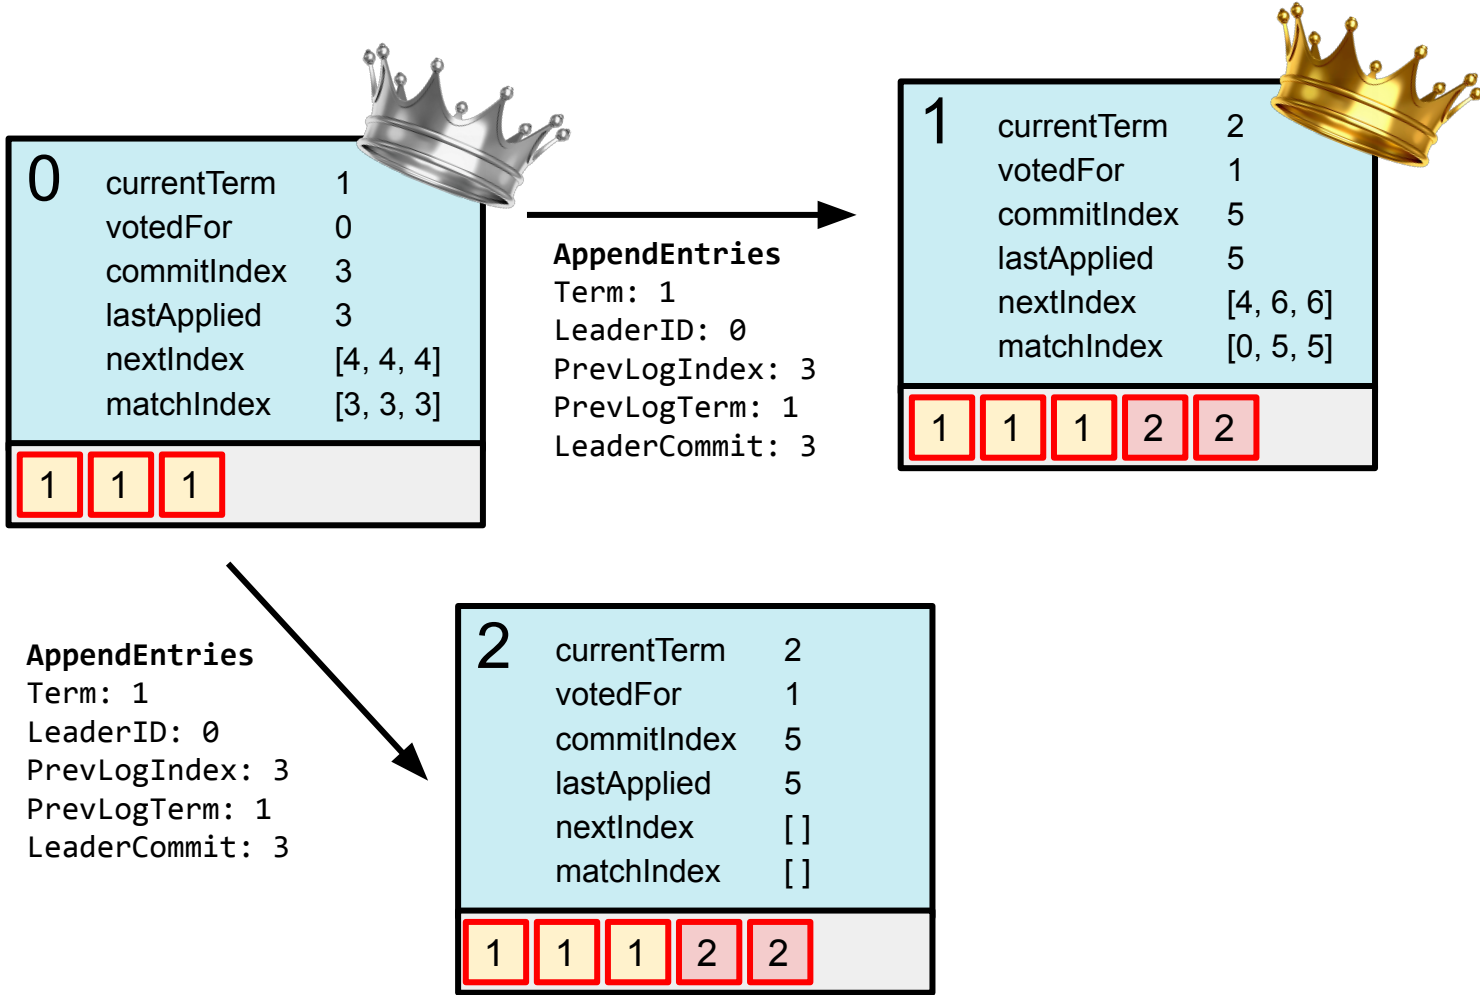 0
currentTerm 1
votedFor 0
commitIndex 3
lastApplied 3
nextIndex [4, 4, 4]
matchIndex [3, 3, 3]
1 1 1
AppendEntries
Term: 1
LeaderID: 0
PrevLogIndex: 3
PrevLogTerm: 1
LeaderCommit: 3
1
currentTerm 2
votedFor 1
commitIndex 5
lastApplied 5
nextIndex [4, 6, 6]
matchIndex [0, 5, 5]
1 1 1 2 2
AppendEntries
Term: 1
LeaderID: 0
PrevLogIndex: 3
PrevLogTerm: 1
LeaderCommit: 3
2
currentTerm 2
votedFor 1
commitIndex 5
lastApplied 5
nextIndex [ ]
matchIndex [ ]
1 1 1 2 2